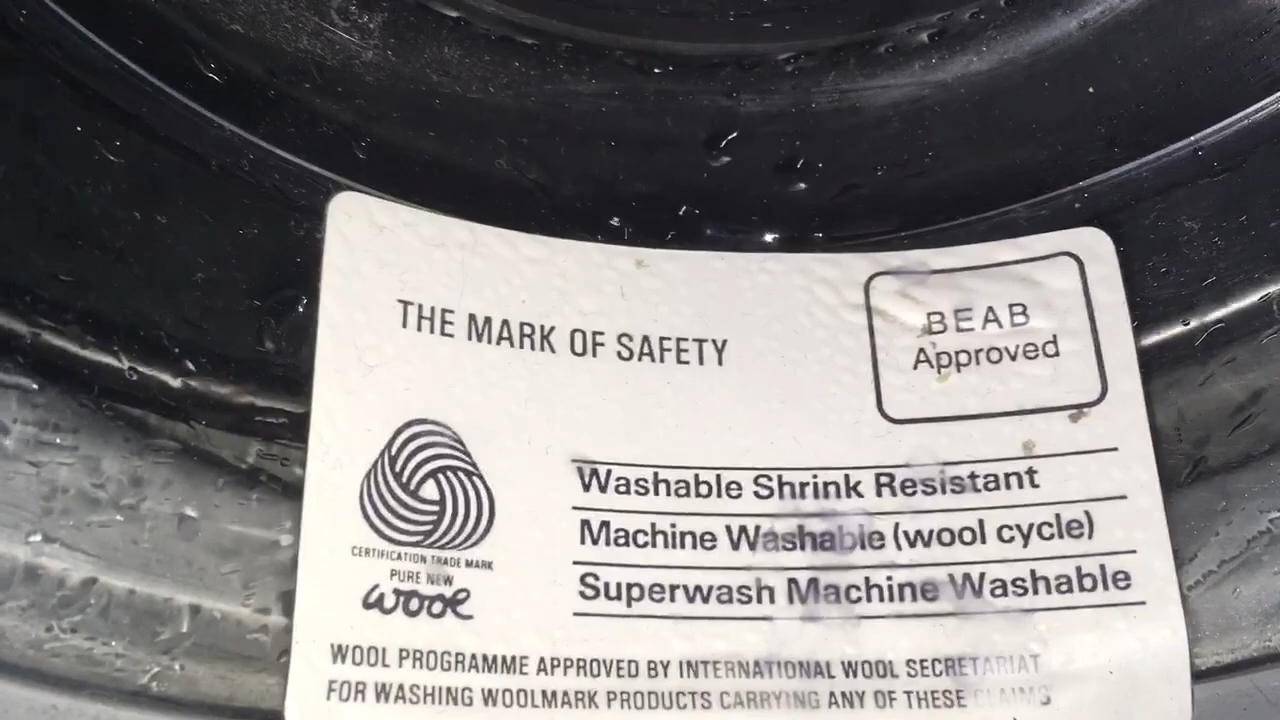 THE MARK OF SAFETY
BEAB
Approved
CERTIFICATION TRADE MARK
PURE NEW
WOOL
Washable Shrink Resistant
Machine Washable (wool cycle)
Superwash Machine Washable
WOOL PROGRAMME APPROVED BY INTERNATIONAL WOOL SECRETARIAT
FOR WASHING WOOLMARK PRODUCTS CARRYING ANY OF THESE CLAIMS